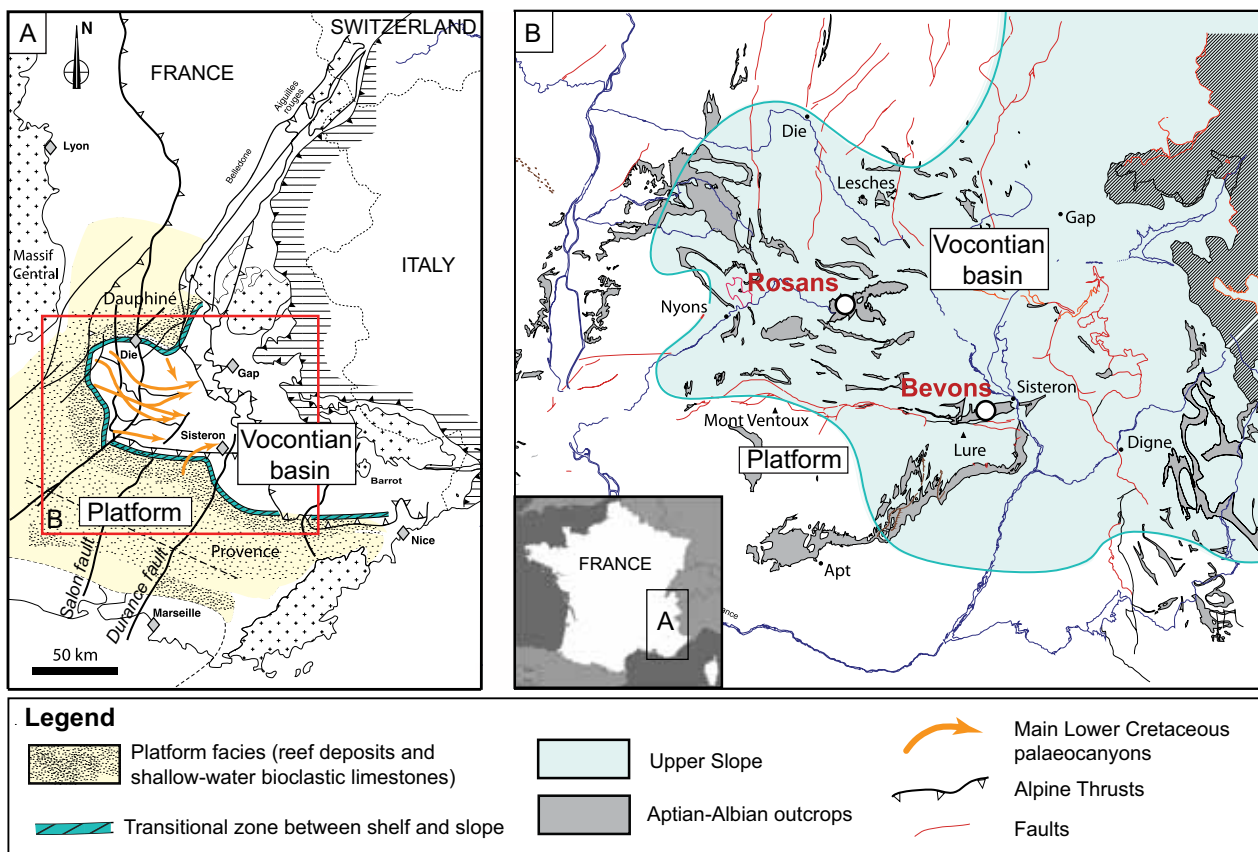 A
N
SWITZERLAND
FRANCE
Aiguilles
rouges
Belledone
Lyon
Massif
Central
ITALY
Dauphiné
Die
Gap
Sisteron
Vocontian
basin
Barrot
B
Platform
Provence
Nice
Salon fault
Durance fault
Marseille
50 km
B
Die
Lesches
Gap
Vocontian
basin
Rosans
Nyons
Bevons
Sisteron
Mont Ventoux
Lure
Digne
Platform
Apt
FRANCE
A
Legend
Platform facies (reef deposits and
shallow-water bioclastic limestones)
Transitional zone between shelf and slope
Upper Slope
Aptian-Albian outcrops
Main Lower Cretaceous
palaeocanyons
Alpine Thrusts
Faults